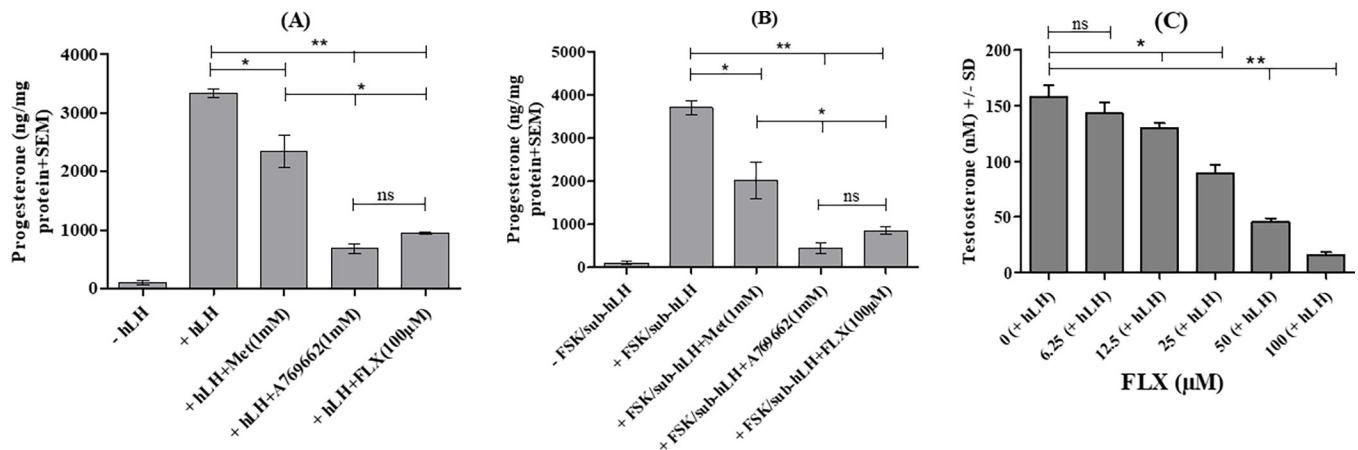 (A)
**
*
*
ns
4000
3000
2000
1000
0
Progesterone (ng/mg
protein+SEM)
- hLH
+ hLH
+ hLH+Met(1mM)
+ hLH+A769662(1mM)
+ hLH+FLX(100µM)
(B)
**
*
*
ns
5000
4000
3000
2000
1000
0
Progesterone (ng/mg
protein+SEM)
- FSK/sub-hLH
+ FSK/sub-hLH
+ FSK/sub-hLH+Met(1mM)
+ FSK/sub-hLH+A769662(1mM)
+ FSK/sub-hLH+FLX(100µM)
(C)
ns
*
**
200
150
100
50
0
Testosterone (nM) +/- SD
0 (+ hLH)
6.25 (+ hLH)
12.5 (+ hLH)
25 (+ hLH)
50 (+ hLH)
100 (+ hLH)
FLX (µM)